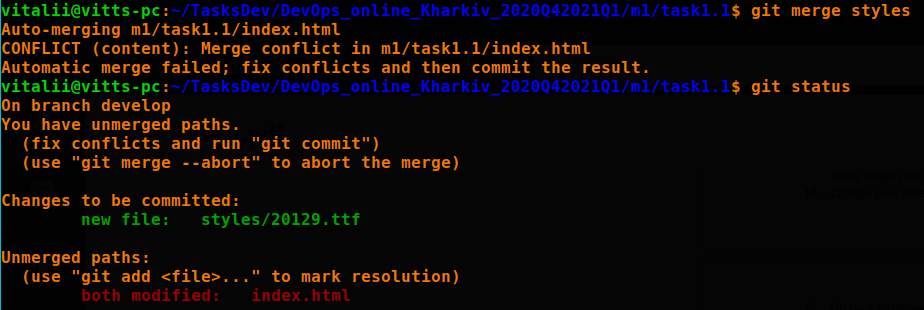 vitalii@vitts-pc:~/TasksDev/DevOps_online_Kharkiv_2020Q42021Q1/m1/task1.1$ git merge styles
Auto-merging m1/task1.1/index.html
CONFLICT (content): Merge conflict in m1/task1.1/index.html
Automatic merge failed; fix conflicts and then commit the result.
vitalii@vitts-pc:~/TasksDev/DevOps_online_Kharkiv_2020Q42021Q1/m1/task1.1$ git status
On branch develop
You have unmerged paths.
  (fix conflicts and run "git commit")
  (use "git merge --abort" to abort the merge)

Changes to be committed:
        new file:   styles/20129.ttf

Unmerged paths:
  (use "git add <file>..." to mark resolution)
        both modified:   index.html